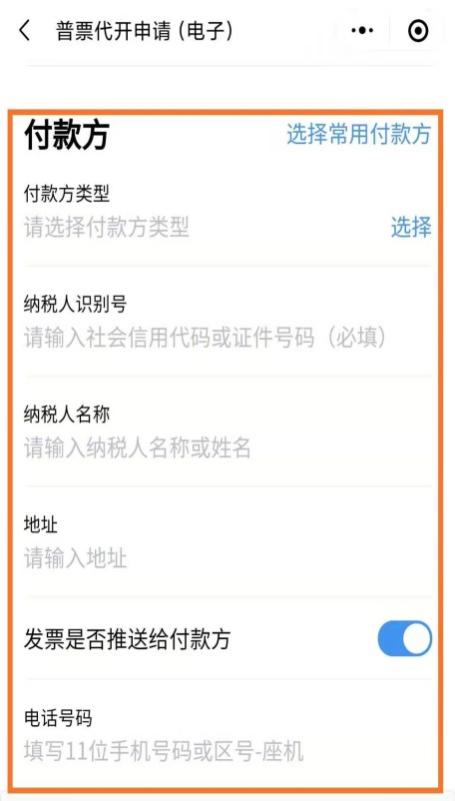 普票代开申请（电子）
付款方
选择常用付款方
付款方类型
请选择付款方类型
选择
纳税人识别号
请输入社会信用代码或证件号码（必填）
纳税人名称
请输入纳税人名称或姓名
地址
请输入地址
发票是否推送给付款方
电话号码
填写11位手机号码或区号-座机